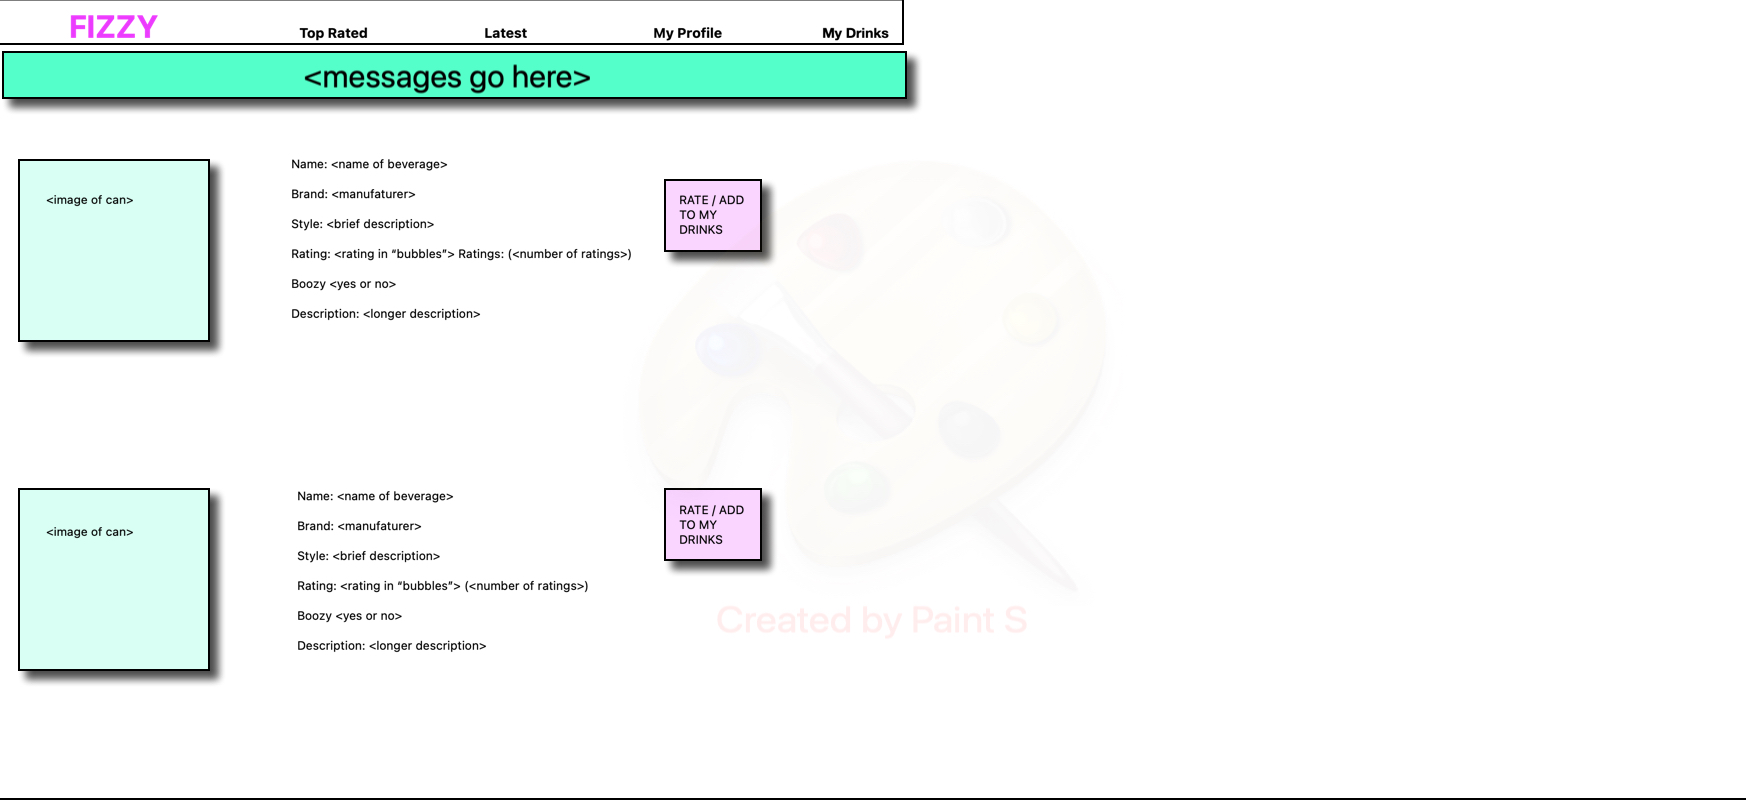 FIZZY Top Rated Latest My Profile My Drinks
<messages go here>
<image of can>
Name: <name of beverage>
Brand: <manufaturer>
Style: <brief description>
Rating: <rating in “bubbles”> Ratings: (<number of ratings>)
Boozy <yes or no>
Description: <longer description>
RATE / ADD
TO MY
DRINKS
<image of can>
Name: <name of beverage>
Brand: <manufaturer>
Style: <brief description>
Rating: <rating in “bubbles”> (<number of ratings>)
Boozy <yes or no>
Description: <longer description>
RATE / ADD
TO MY
DRINKS
Created by Paint S